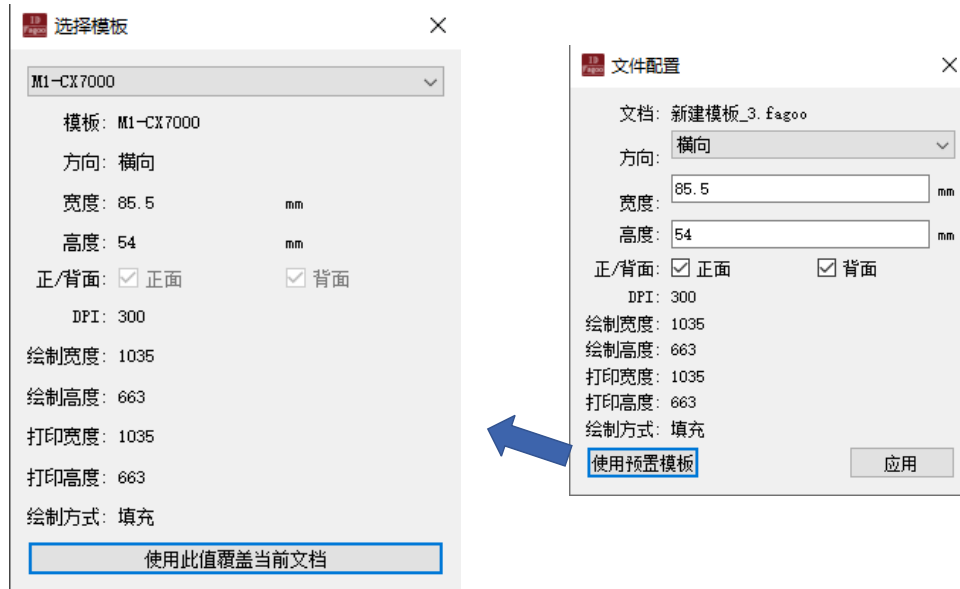 ID
Fagoo
选择模板
M1-CX7000
模板: M1-CX7000
方向: 横向
宽度: 85.5 mm
高度: 54 mm
正/背面: 正面 背面
DPI: 300
绘制宽度: 1035
绘制高度: 663
打印宽度: 1035
打印高度: 663
绘制方式: 填充
使用此值覆盖当前文档
ID
Fagoo
文件配置
文档: 新建模板_3.fagoo
方向: 横向
宽度: 85.5 mm
高度: 54 mm
正/背面: 正面 背面
DPI: 300
绘制宽度: 1035
绘制高度: 663
打印宽度: 1035
打印高度: 663
绘制方式: 填充
使用预置模板 应用